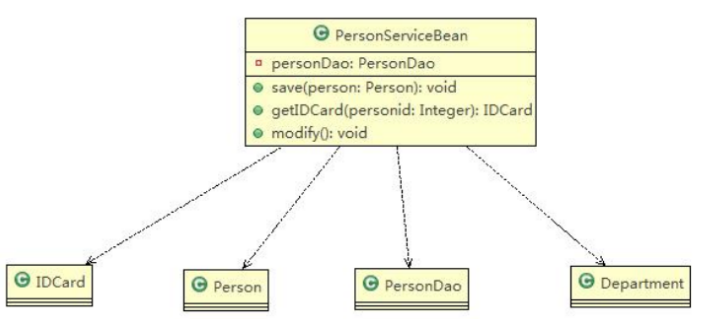 PersonServiceBean
personDao: PersonDao
save(person: Person): void
getIDCard(personid: Integer): IDCard
modify(): void
IDCard
Person
PersonDao
Department